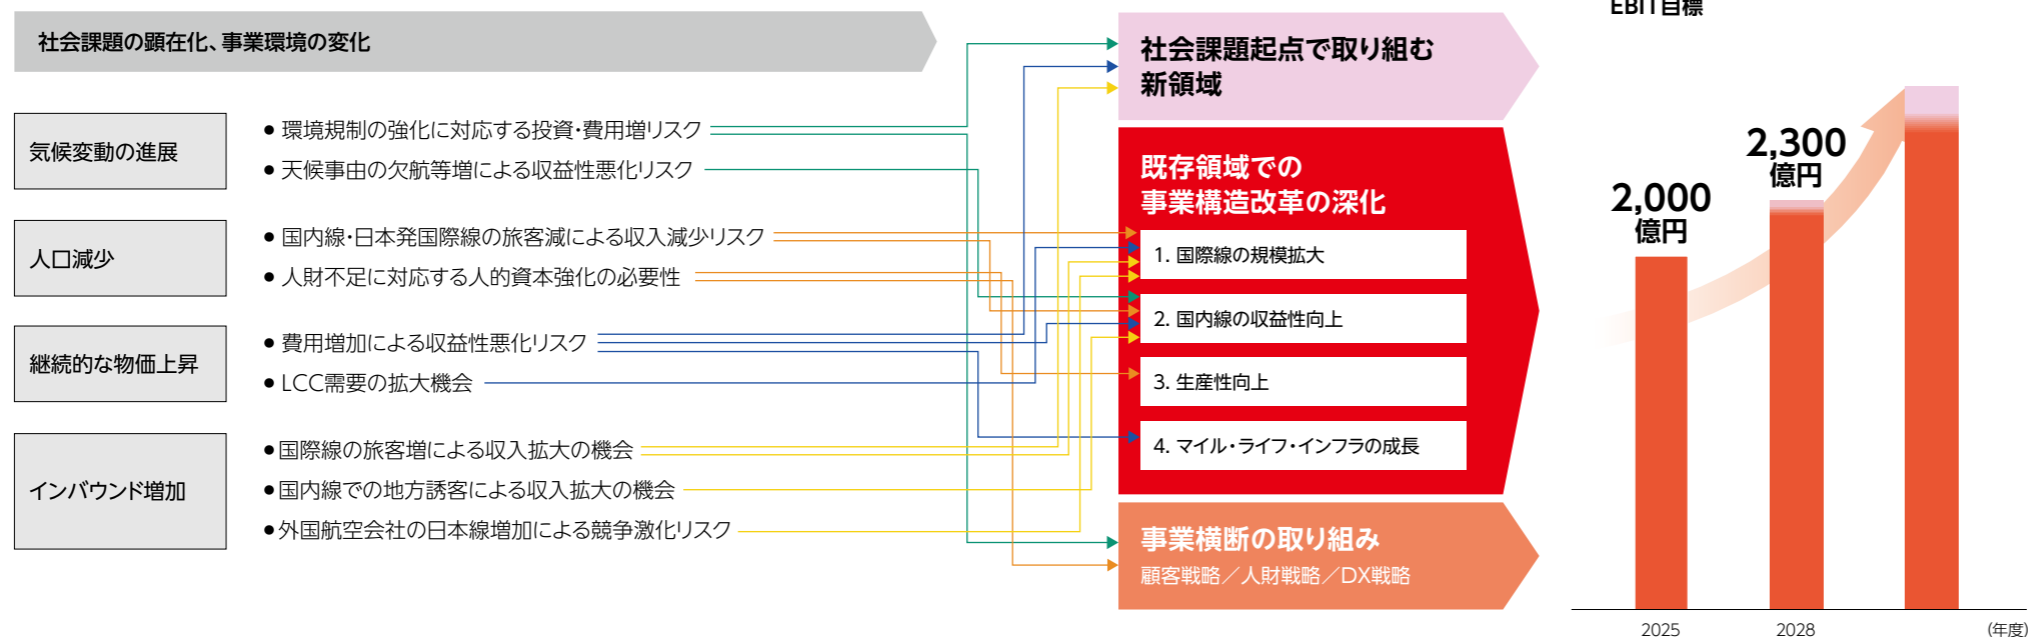 社会課題の顕在化、事業環境の変化
気候変動の進展
● 環境規制の強化に対応する投資・費用増リスク
● 天候事由の欠航等増による収益性悪化リスク
人口減少
● 国内線・日本発国際線の旅客減による収入減少リスク
● 人財不足に対応する人的資本強化の必要性
継続的な物価上昇
● 費用増加による収益性悪化リスク
● LCC需要の拡大機会
インバウンド増加
● 国際線の旅客増による収入拡大の機会
● 国内線での地方誘客による収入拡大の機会
● 外国航空会社の日本線増加による競争激化リスク
社会課題起点で取り組む
新領域
既存領域での
事業構造改革の深化
1. 国際線の規模拡大
2. 国内線の収益性向上
3. 生産性向上
4. マイル・ライフ・インフラの成長
事業横断の取り組み
顧客戦略／人財戦略／DX戦略
EBIT目標
2,000
億円
2,300
億円
2025
2028
(年度)